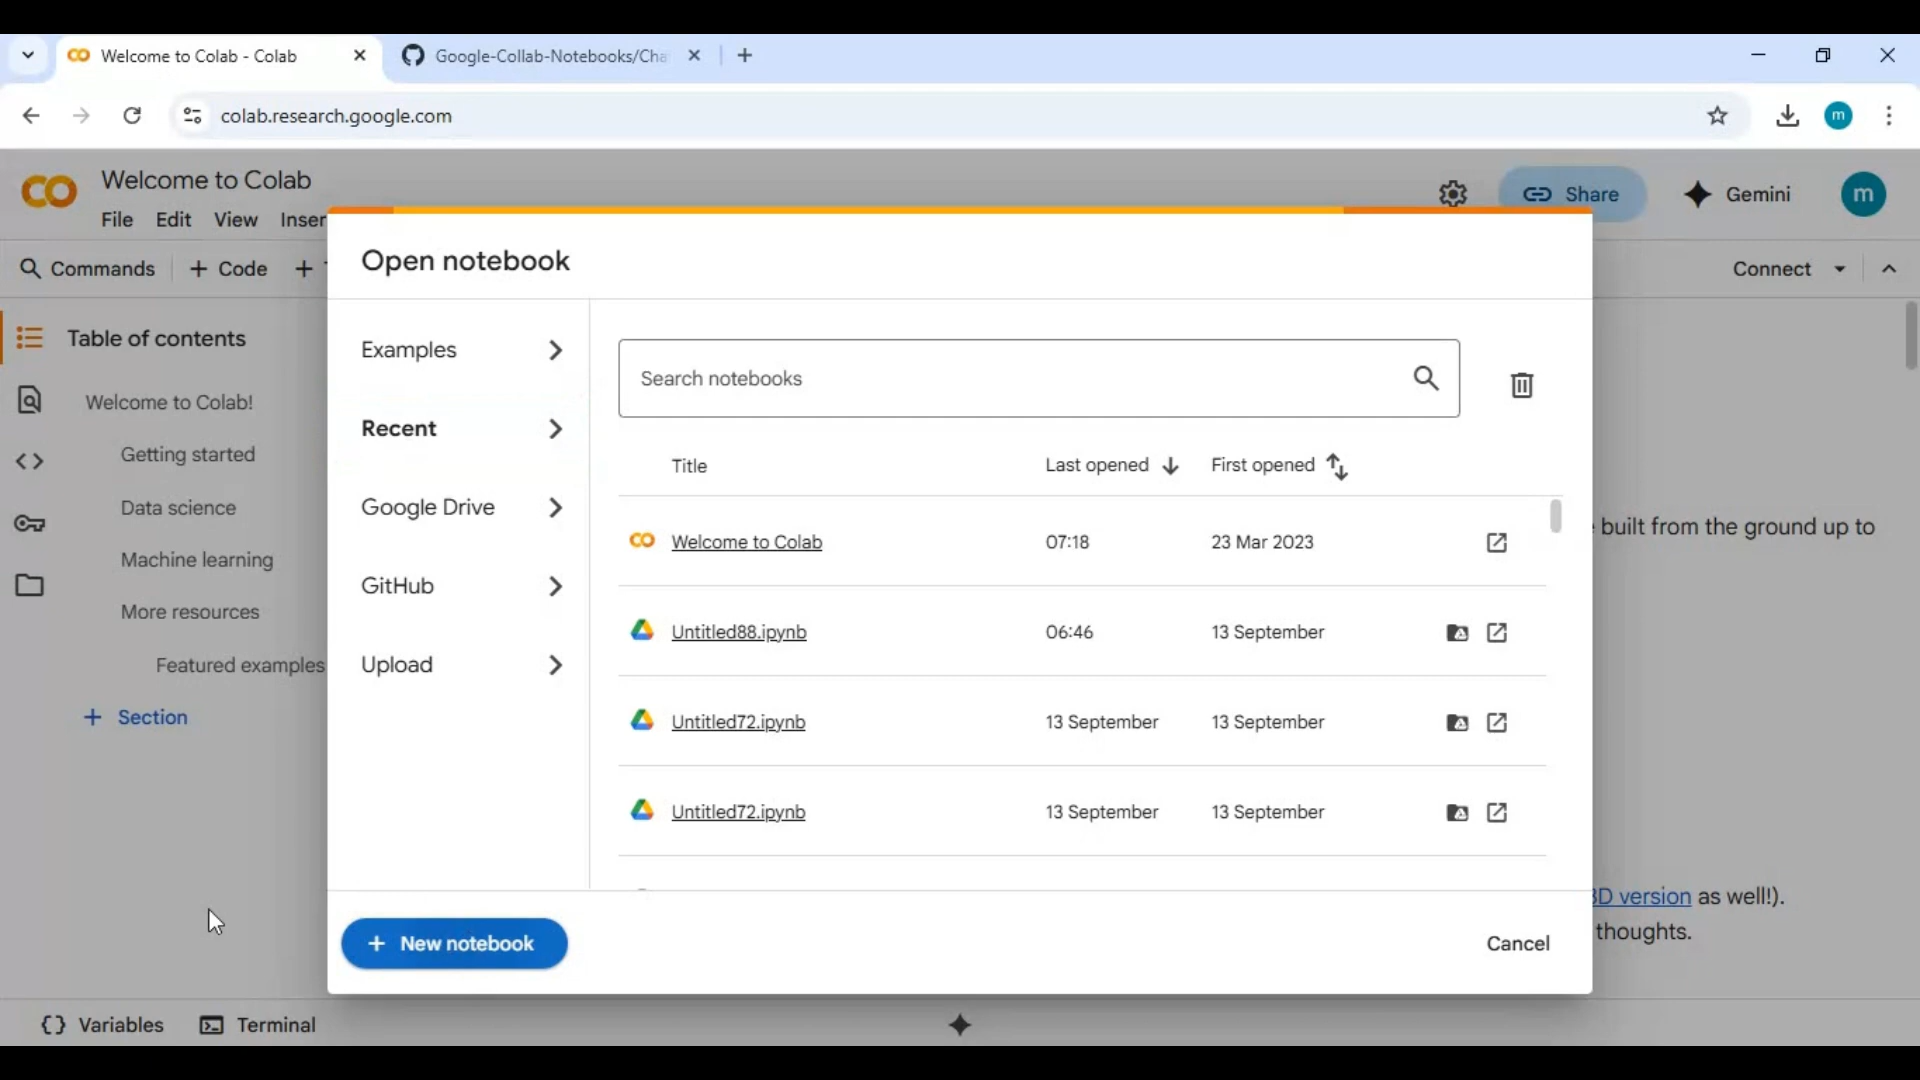 Welcome to Colab - Colab
Google-Collab-Notebooks/Cha
colab.research.google.com
m
Welcome to Colab
File Edit View Inser
Share
Gemini
m
Commands
+ Code
+
Connect
Open notebook
Table of contents
Welcome to Colab!
Getting started
Data science
Machine learning
More resources
Featured examples
+ Section
Examples
Recent
Google Drive
GitHub
Upload
Search notebooks
Title Last opened First opened
Welcome to Colab 07:18 23 Mar 2023
Untitled88.ipynb 06:46 13 September
Untitled72.ipynb 13 September 13 September
Untitled72.ipynb 13 September 13 September
built from the ground up to
D version as well!).
thoughts.
+ New notebook
Cancel
Variables
Terminal